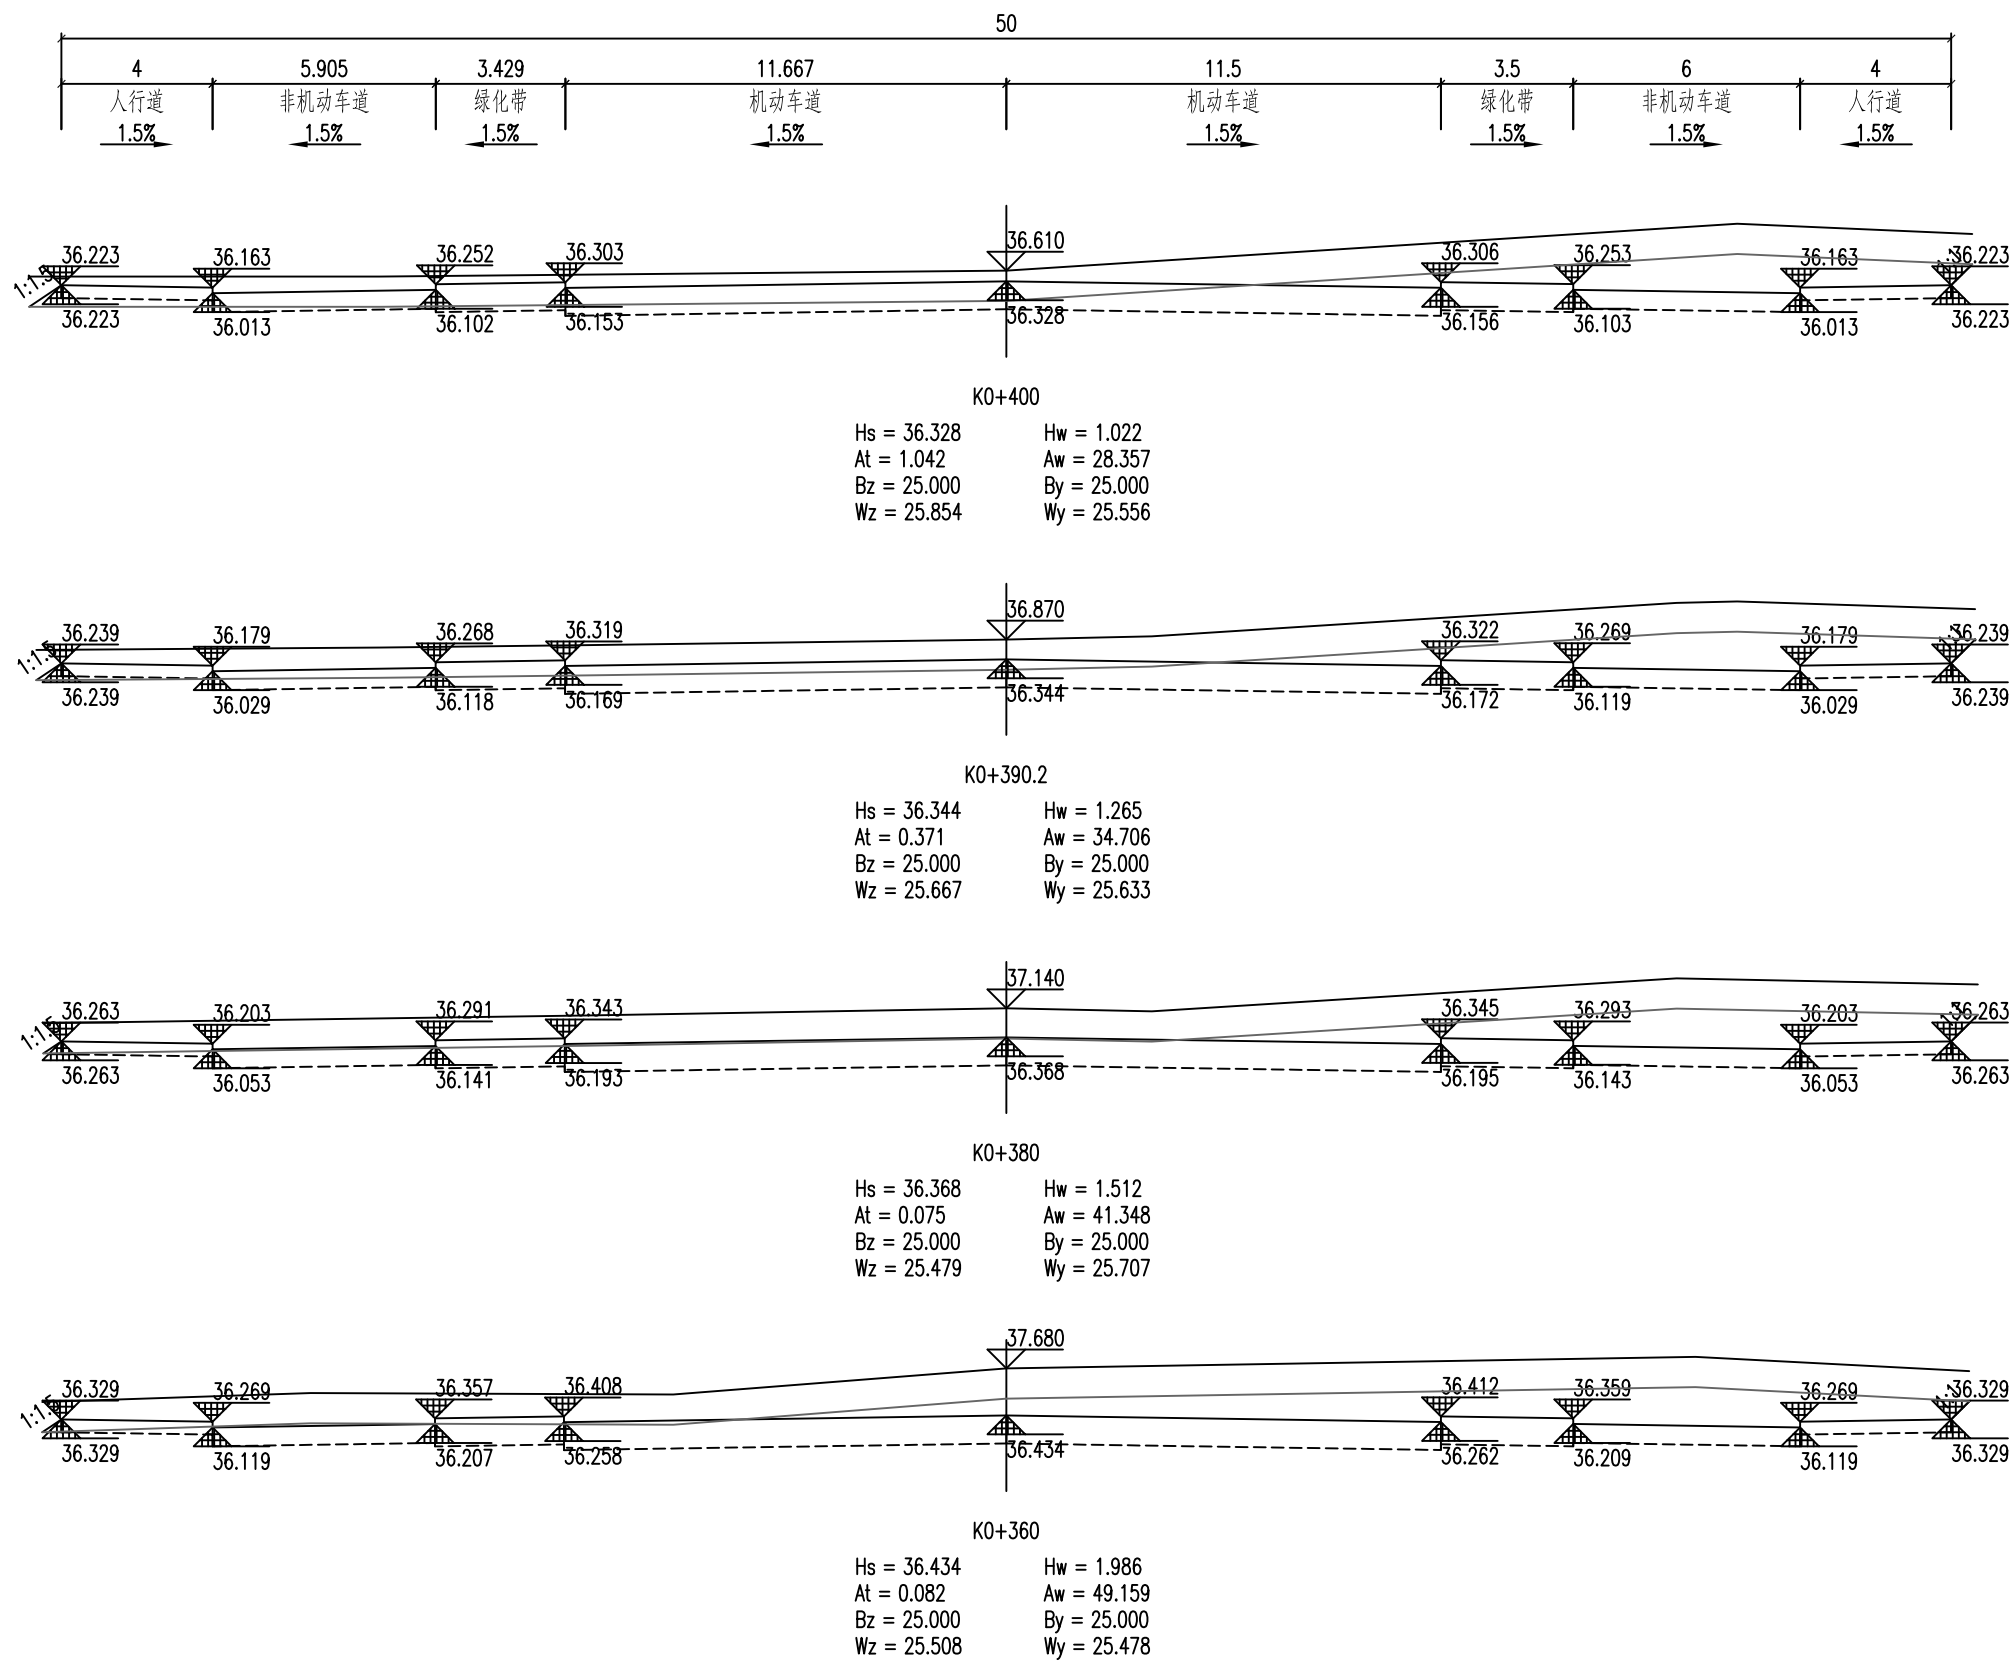 50
4 5.905 3.429 11.667 11.5 3.5 6 4
人行道 非机动车道 绿化带 机动车道 机动车道 绿化带 非机动车道 人行道
1.5% 1.5% 1.5% 1.5% 1.5% 1.5% 1.5% 1.5%
36.223 36.163 36.252 36.303 36.610 36.306 36.253 36.163 36.223
1:1.5
36.223 36.013 36.102 36.153 36.328 36.156 36.103 36.013 36.223
K0+400
Hs = 36.328 Hw = 1.022
At = 1.042 Aw = 28.357
Bz = 25.000 By = 25.000
Wz = 25.854 Wy = 25.556
36.239 36.179 36.268 36.319 36.870 36.322 36.269 36.179 36.239
1:1.5
36.239 36.029 36.118 36.169 36.344 36.172 36.119 36.029 36.239
K0+390.2
Hs = 36.344 Hw = 1.265
At = 0.371 Aw = 34.706
Bz = 25.000 By = 25.000
Wz = 25.667 Wy = 25.633
36.263 36.203 36.291 36.343 37.140 36.345 36.293 36.203 36.263
1:1.5
36.263 36.053 36.141 36.193 36.368 36.195 36.143 36.053 36.263
K0+380
Hs = 36.368 Hw = 1.512
At = 0.075 Aw = 41.348
Bz = 25.000 By = 25.000
Wz = 25.479 Wy = 25.707
36.329 36.269 36.357 36.408 37.680 36.412 36.359 36.269 36.329
1:1.5
36.329 36.119 36.207 36.258 36.434 36.262 36.209 36.119 36.329
K0+360
Hs = 36.434 Hw = 1.986
At = 0.082 Aw = 49.159
Bz = 25.000 By = 25.000
Wz = 25.508 Wy = 25.478